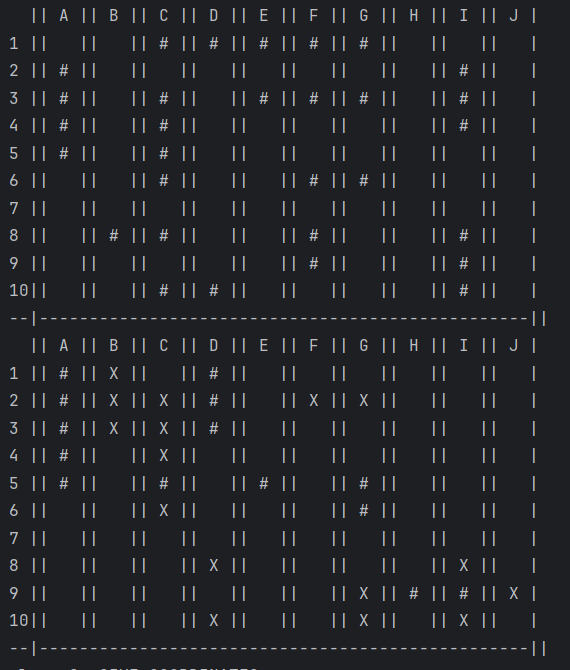 || A || B || C || D || E || F || G || H || I || J |
1 ||   ||   || # || # || # || # || # ||   ||   ||   |
2 || # ||   ||   ||   ||   ||   ||   ||   || # ||   |
3 || # ||   || # ||   || # || # || # ||   || # ||   |
4 || # ||   || # ||   ||   ||   ||   ||   || # ||   |
5 || # ||   || # ||   ||   ||   ||   ||   ||   ||   |
6 ||   ||   || # ||   ||   || # || # ||   ||   ||   |
7 ||   ||   ||   ||   ||   ||   ||   ||   ||   ||   |
8 ||   || # || # ||   ||   || # ||   ||   || # ||   |
9 ||   ||   ||   ||   ||   || # ||   ||   || # ||   |
10||   ||   || # || # ||   ||   ||   ||   || # ||   |
--|-------------------------------------------------||
|| A || B || C || D || E || F || G || H || I || J |
1 || # || X ||   || # ||   ||   ||   ||   ||   ||   |
2 || # || X || X || # ||   || X || X ||   ||   ||   |
3 || # || X || X || # ||   ||   ||   ||   ||   ||   |
4 || # ||   || X ||   ||   ||   ||   ||   ||   ||   |
5 || # ||   || # ||   || # ||   || # ||   ||   ||   |
6 ||   ||   || X ||   ||   ||   || # ||   ||   ||   |
7 ||   ||   ||   ||   ||   ||   ||   ||   ||   ||   |
8 ||   ||   ||   || X ||   ||   ||   ||   || X ||   |
9 ||   ||   ||   ||   ||   ||   || X || # || # || X |
10||   ||   ||   || X ||   ||   || X ||   || X ||   |
--|-------------------------------------------------||